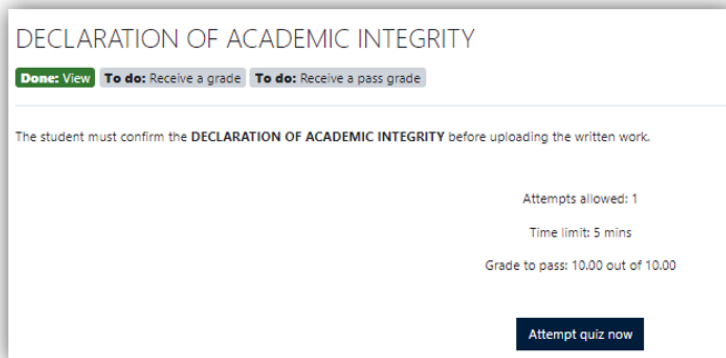 DECLARATION OF ACADEMIC INTEGRITY
Done: View To do: Receive a grade To do: Receive a pass grade
The student must confirm the DECLARATION OF ACADEMIC INTEGRITY before uploading the written work.
Attempts allowed: 1
Time limit: 5 mins
Grade to pass: 10.00 out of 10.00
Attempt quiz now